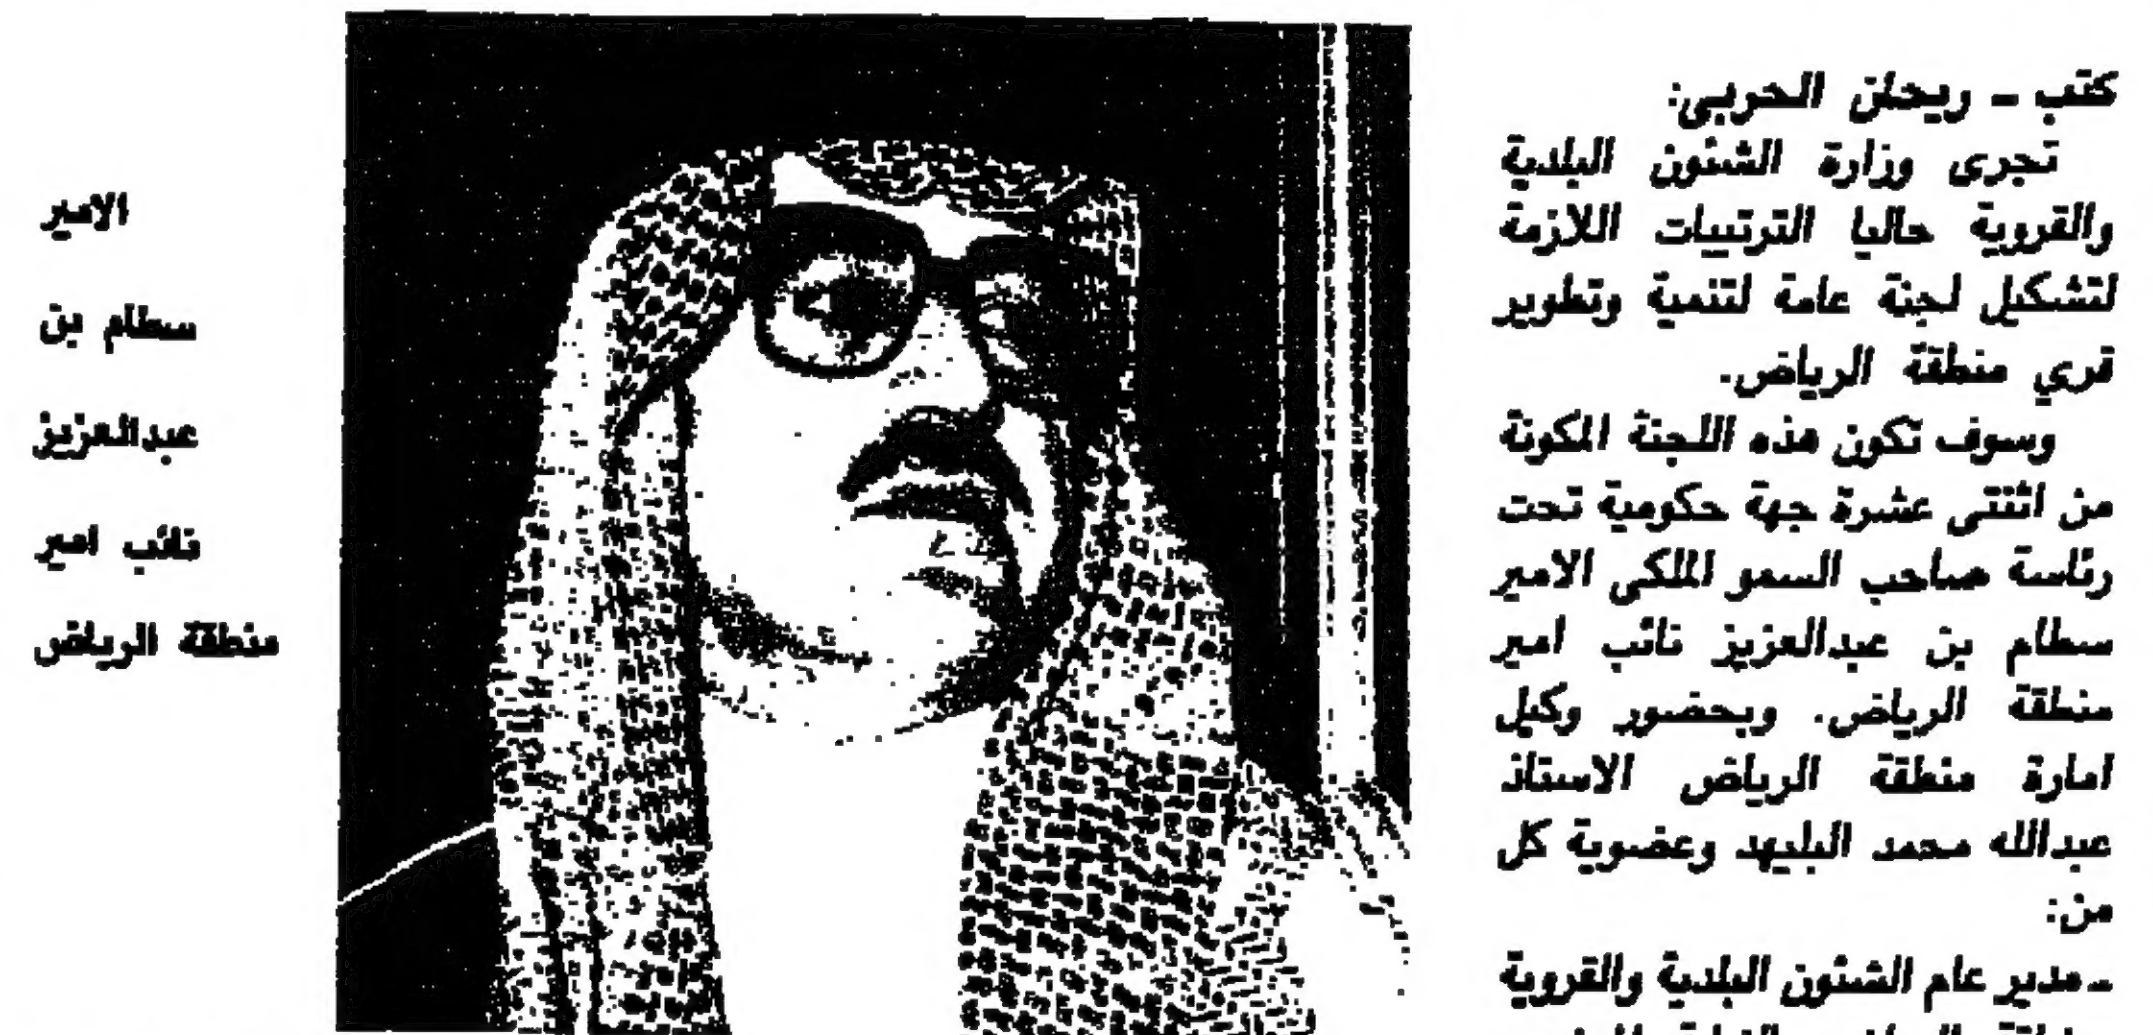 كتب ـ ريحان الحربي:
تجرى وزارة الشئون البلدية
والقروية حاليا الترتيبات اللازمة
لتشكيل لجنة عامة لتنمية وتطوير
قري منطقة الرياض.
وسوف تكون هذه اللجنة المكونة
من اثنتى عشرة جهة حكومية تحت
رئاسة صاحب السمو الملكى الامير
سطام بن عبدالعزيز نائب امير
منطقة الرياض. وبحضور وكيل
امارة منطقة الرياض الاستاذ
عبدالله محمد البليهد وعضوية كل
من:
ـ مدير عام الشئون البلدية والقروية
الامير
سطام بن
عبدالعزيز
نائب امير
منطقة الرياض